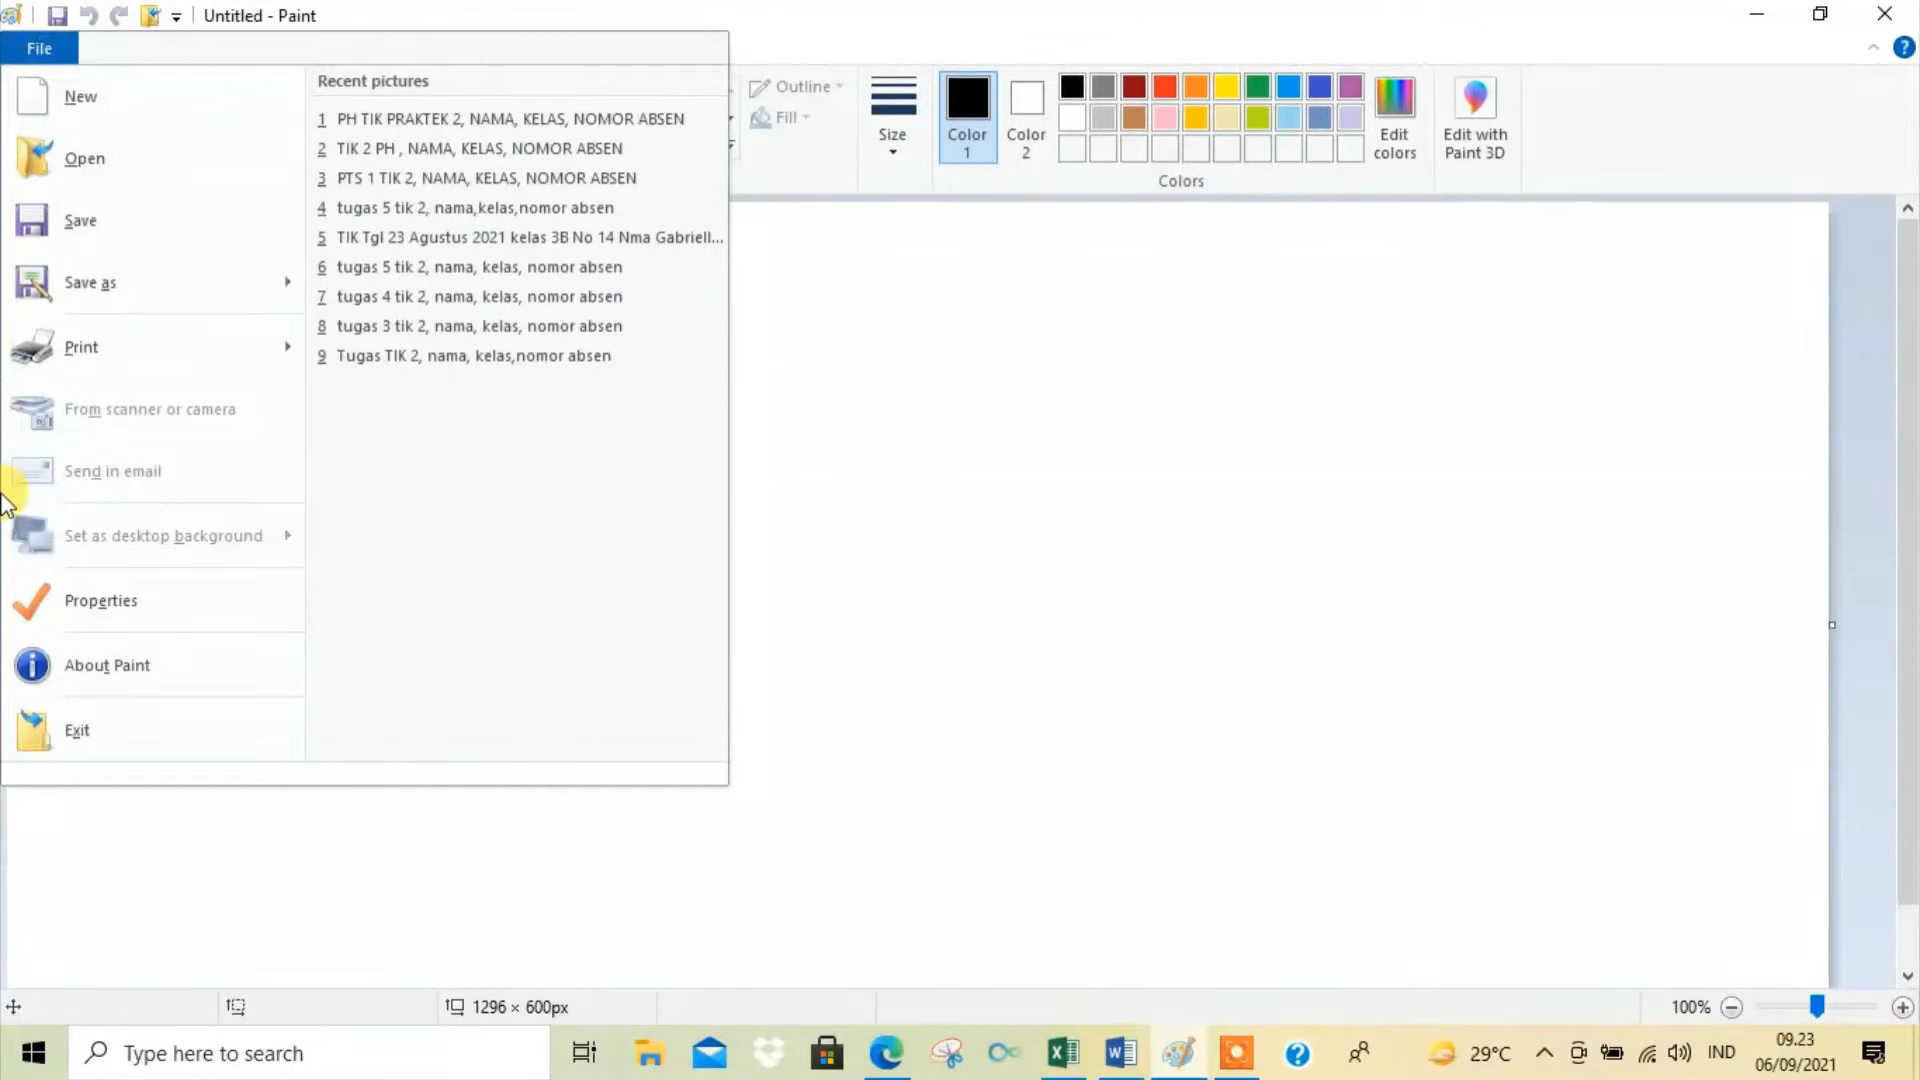 Untitled - Paint
File
New
Open
Save
Save as
Print
From scanner or camera
Send in email
Set as desktop background
Properties
About Paint
Exit
Recent pictures
1 PH TIK PRAKTEK 2, NAMA, KELAS, NOMOR ABSEN
2 TIK 2 PH , NAMA, KELAS, NOMOR ABSEN
3 PTS 1 TIK 2, NAMA, KELAS, NOMOR ABSEN
4 tugas 5 tik 2, nama,kelas,nomor absen
5 TIK Tgl 23 Agustus 2021 kelas 3B No 14 Nma Gabriell...
6 tugas 5 tik 2, nama, kelas, nomor absen
7 tugas 4 tik 2, nama, kelas, nomor absen
8 tugas 3 tik 2, nama, kelas, nomor absen
9 Tugas TIK 2, nama, kelas,nomor absen
Outline
Fill
Size
Color
1
Color
2
Edit
colors
Edit with
Paint 3D
Colors
1296 × 600px
100%
Type here to search
29°C
IND
09.23
06/09/2021